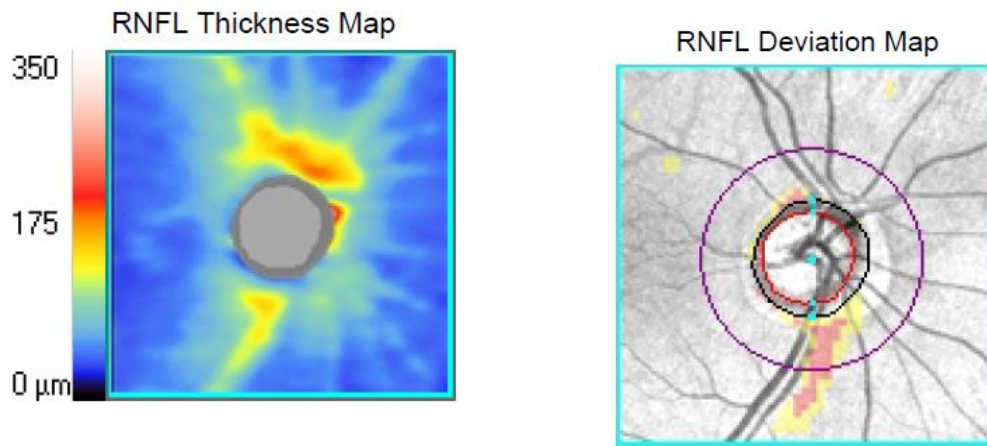 RNFL Thickness Map
350
175
0 μm
RNFL Deviation Map